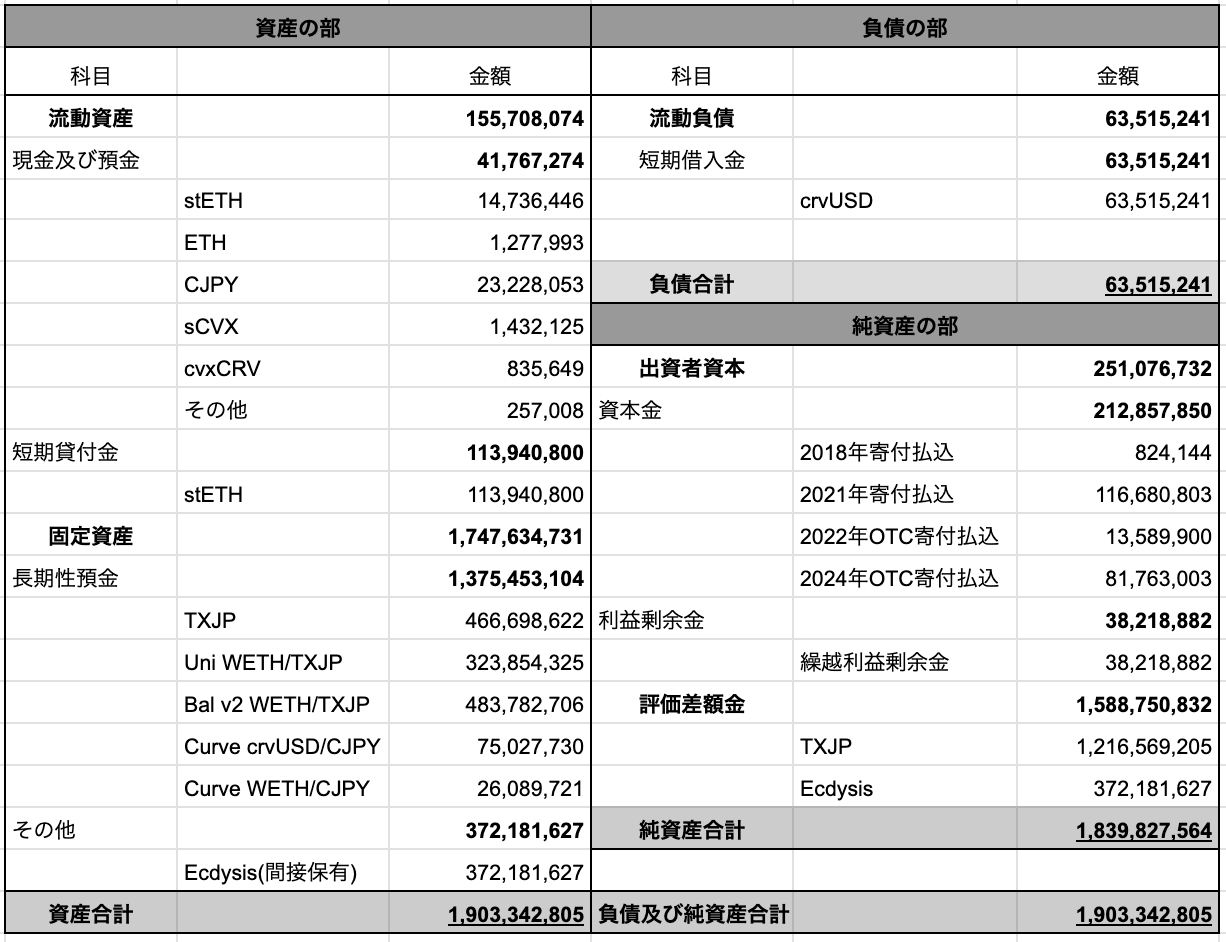 資産の部 負債の部
科目 金額 科目 金額
流動資産 155,708,074 流動負債 63,515,241
現金及び預金 41,767,274 短期借入金 63,515,241
stETH 14,736,446 crvUSD 63,515,241
ETH 1,277,993
CJPY 23,228,053 負債合計 63,515,241
sCVX 1,432,125 純資産の部
cvxCRV 835,649 出資者資本 251,076,732
その他 257,008 資本金 212,857,850
短期貸付金 113,940,800 2018年寄付払込 824,144
stETH 113,940,800 2021年寄付払込 116,680,803
固定資産 1,747,634,731 2022年OTC寄付払込 13,589,900
長期性預金 1,375,453,104 2024年OTC寄付払込 81,763,003
TXJP 466,698,622 利益剰余金 38,218,882
Uni WETH/TXJP 323,854,325 繰越利益剰余金 38,218,882
Bal v2 WETH/TXJP 483,782,706 評価差額金 1,588,750,832
Curve crvUSD/CJPY 75,027,730 TXJP 1,216,569,205
Curve WETH/CJPY 26,089,721 Ecdysis 372,181,627
その他 372,181,627 純資産合計 1,839,827,564
Ecdysis(間接保有) 372,181,627
資産合計 1,903,342,805 負債及び純資産合計 1,903,342,805